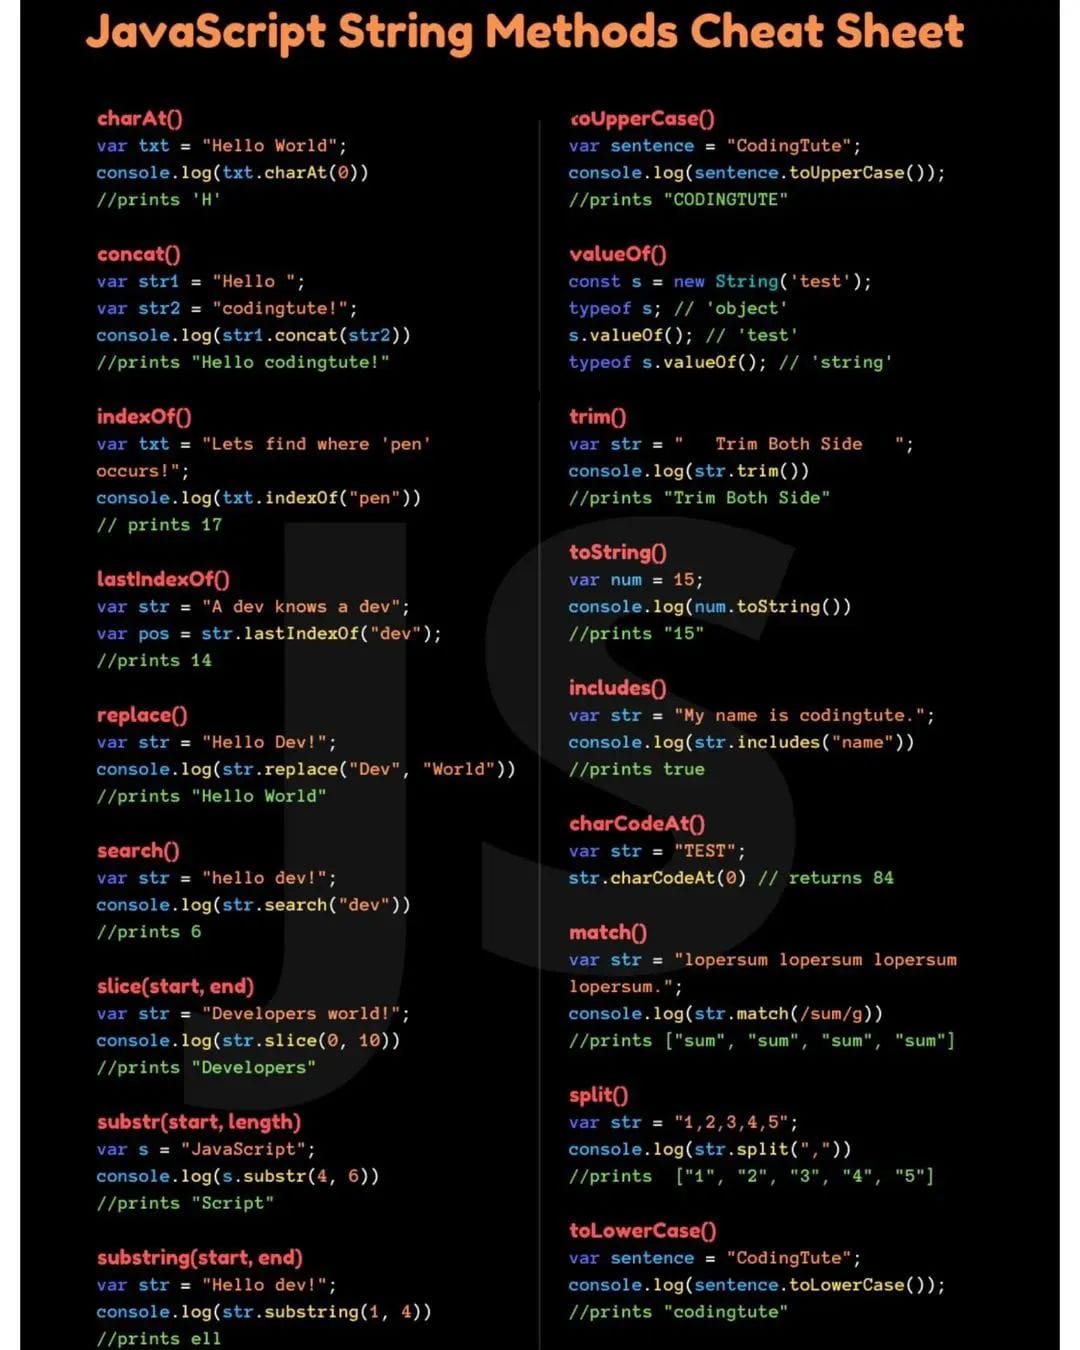 JavaScript String Methods Cheat Sheet
charAt()
var txt = "Hello World";
console.log(txt.charAt(0))
//prints 'H'
concat()
var str1 = "Hello ";
var str2 = "codingtute!";
console.log(str1.concat(str2))
//prints "Hello codingtute!"
indexOf()
var txt = "Lets find where 'pen'
occurs!";
console.log(txt.indexOf("pen"))
// prints 17
lastIndexOf()
var str = "A dev knows a dev";
var pos = str.lastIndexOf("dev");
//prints 14
replace()
var str = "Hello Dev!";
console.log(str.replace("Dev", "World"))
//prints "Hello World"
search()
var str = "hello dev!";
console.log(str.search("dev"))
//prints 6
slice(start, end)
var str = "Developers world!";
console.log(str.slice(0, 10))
//prints "Developers"
substr(start, length)
var s = "JavaScript";
console.log(s.substr(4, 6))
//prints "Script"
substring(start, end)
var str = "Hello dev!";
console.log(str.substring(1, 4))
//prints ell
toUpperCase()
var sentence = "CodingTute";
console.log(sentence.toUpperCase());
//prints "CODINGTUTE"
valueOf()
const s = new String('test');
typeof s; // 'object'
s.valueOf(); // 'test'
typeof s.valueOf(); // 'string'
trim()
var str = "   Trim Both Side   ";
console.log(str.trim())
//prints "Trim Both Side"
toString()
var num = 15;
console.log(num.toString())
//prints "15"
includes()
var str = "My name is codingtute.";
console.log(str.includes("name"))
//prints true
charCodeAt()
var str = "TEST";
str.charCodeAt(0) // returns 84
match()
var str = "lopersum lopersum lopersum
lopersum.";
console.log(str.match(/sum/g))
//prints ["sum", "sum", "sum", "sum"]
split()
var str = "1,2,3,4,5";
console.log(str.split(","))
//prints  ["1", "2", "3", "4", "5"]
toLowerCase()
var sentence = "CodingTute";
console.log(sentence.toLowerCase());
//prints "codingtute"
JS